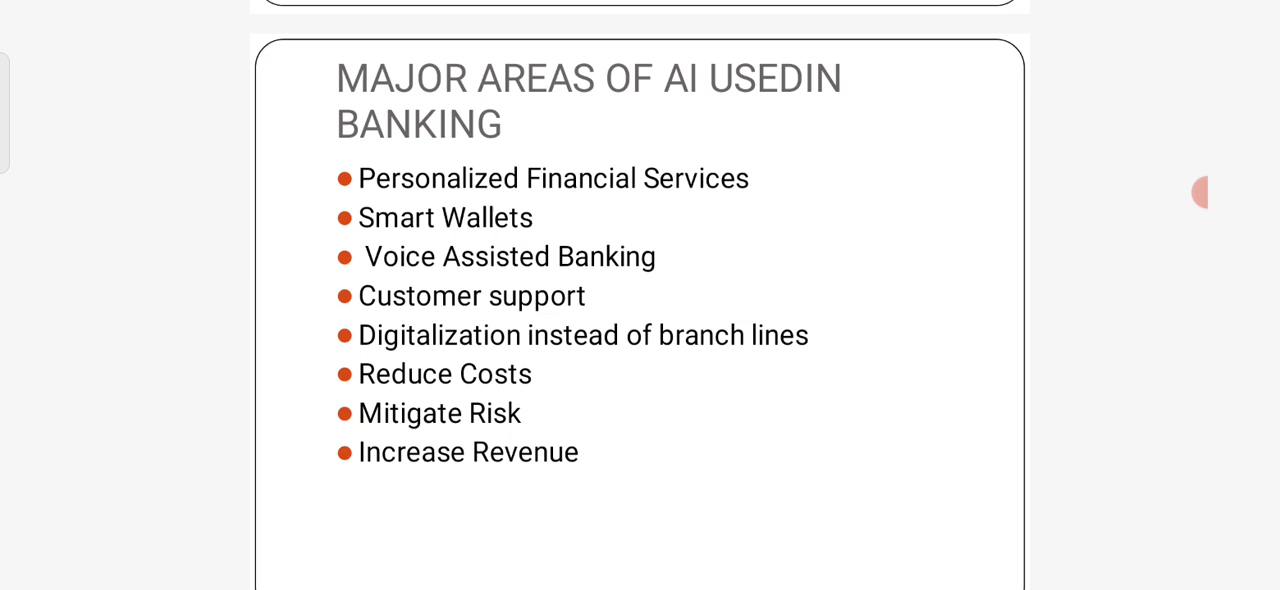 MAJOR AREAS OF AI USEDIN
BANKING
● Personalized Financial Services
● Smart Wallets
● Voice Assisted Banking
● Customer support
● Digitalization instead of branch lines
● Reduce Costs
● Mitigate Risk
● Increase Revenue